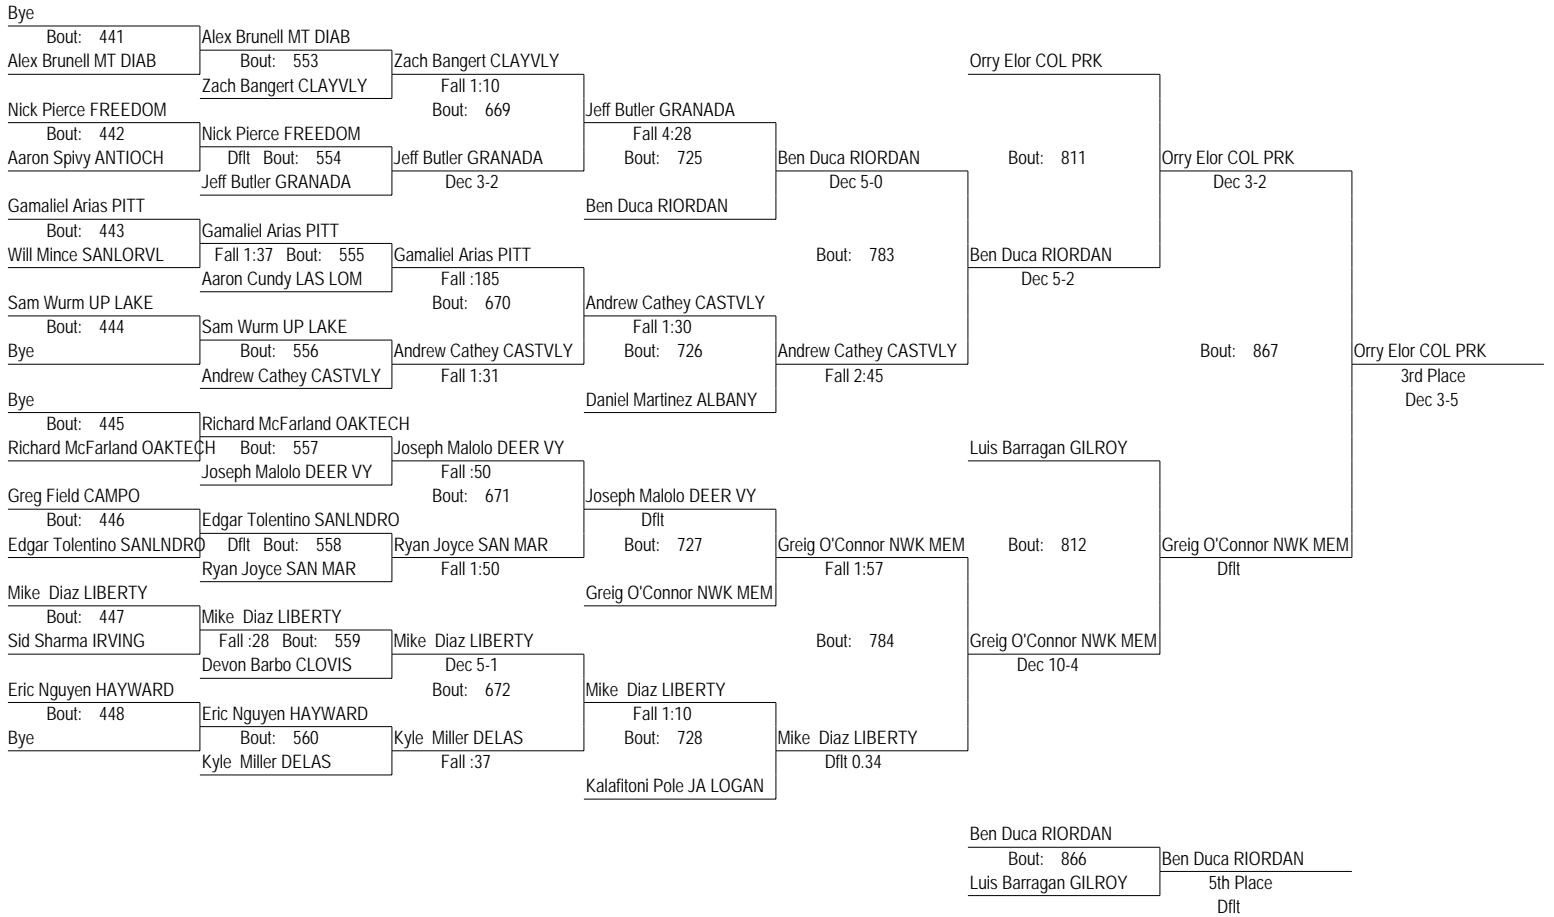 Bye
Bout: 441
Alex Brunell MT DIAB
Nick Pierce FREEDOM
Bout: 442
Aaron Spivy ANTIOCH
Gamaliel Arias PITT
Bout: 443
Will Mince SANLORVL
Sam Wurm UP LAKE
Bout: 444
Bye
Bye
Bout: 445
Richard McFarland OAKTECH
Greg Field CAMPO
Bout: 446
Edgar Tolentino SANLNDRO
Mike Diaz LIBERTY
Bout: 447
Sid Sharma IRVING
Eric Nguyen HAYWARD
Bout: 448
Bye
Alex Brunell MT DIAB
Bout: 553
Zach Bangert CLAYVLY
Nick Pierce FREEDOM
Dflt Bout: 554
Jeff Butler GRANADA
Gamaliel Arias PITT
Fall 1:37 Bout: 555
Aaron Cundy LAS LOM
Sam Wurm UP LAKE
Bout: 556
Andrew Cathey CASTVLY
Richard McFarland OAKTECH
Bout: 557
Joseph Malolo DEER VY
Edgar Tolentino SANLNDRO
Dflt Bout: 558
Ryan Joyce SAN MAR
Mike Diaz LIBERTY
Fall :28 Bout: 559
Devon Barbo CLOVIS
Eric Nguyen HAYWARD
Bout: 560
Kyle Miller DELAS
Zach Bangert CLAYVLY
Fall 1:10
Bout: 669
Jeff Butler GRANADA
Dec 3-2
Gamaliel Arias PITT
Fall :185
Bout: 670
Andrew Cathey CASTVLY
Fall 1:31
Joseph Malolo DEER VY
Fall :50
Bout: 671
Ryan Joyce SAN MAR
Fall 1:50
Mike Diaz LIBERTY
Dec 5-1
Bout: 672
Kyle Miller DELAS
Fall :37
Jeff Butler GRANADA
Fall 4:28
Bout: 725
Ben Duca RIORDAN
Andrew Cathey CASTVLY
Fall 1:30
Bout: 726
Daniel Martinez ALBANY
Joseph Malolo DEER VY
Dflt
Bout: 727
Greig O'Connor NWK MEM
Mike Diaz LIBERTY
Fall 1:10
Bout: 728
Kalafitoni Pole JA LOGAN
Ben Duca RIORDAN
Dec 5-0
Bout: 783
Andrew Cathey CASTVLY
Fall 2:45
Greig O'Connor NWK MEM
Fall 1:57
Bout: 784
Mike Diaz LIBERTY
Dflt 0.34
Orry Elor COL PRK
Bout: 811
Ben Duca RIORDAN
Dec 5-2
Luis Barragan GILROY
Bout: 812
Greig O'Connor NWK MEM
Dec 10-4
Orry Elor COL PRK
Dec 3-2
Bout: 867
Greig O'Connor NWK MEM
Dflt
Orry Elor COL PRK
3rd Place
Dec 3-5
Ben Duca RIORDAN
Bout: 866
Luis Barragan GILROY
Ben Duca RIORDAN
5th Place
Dflt